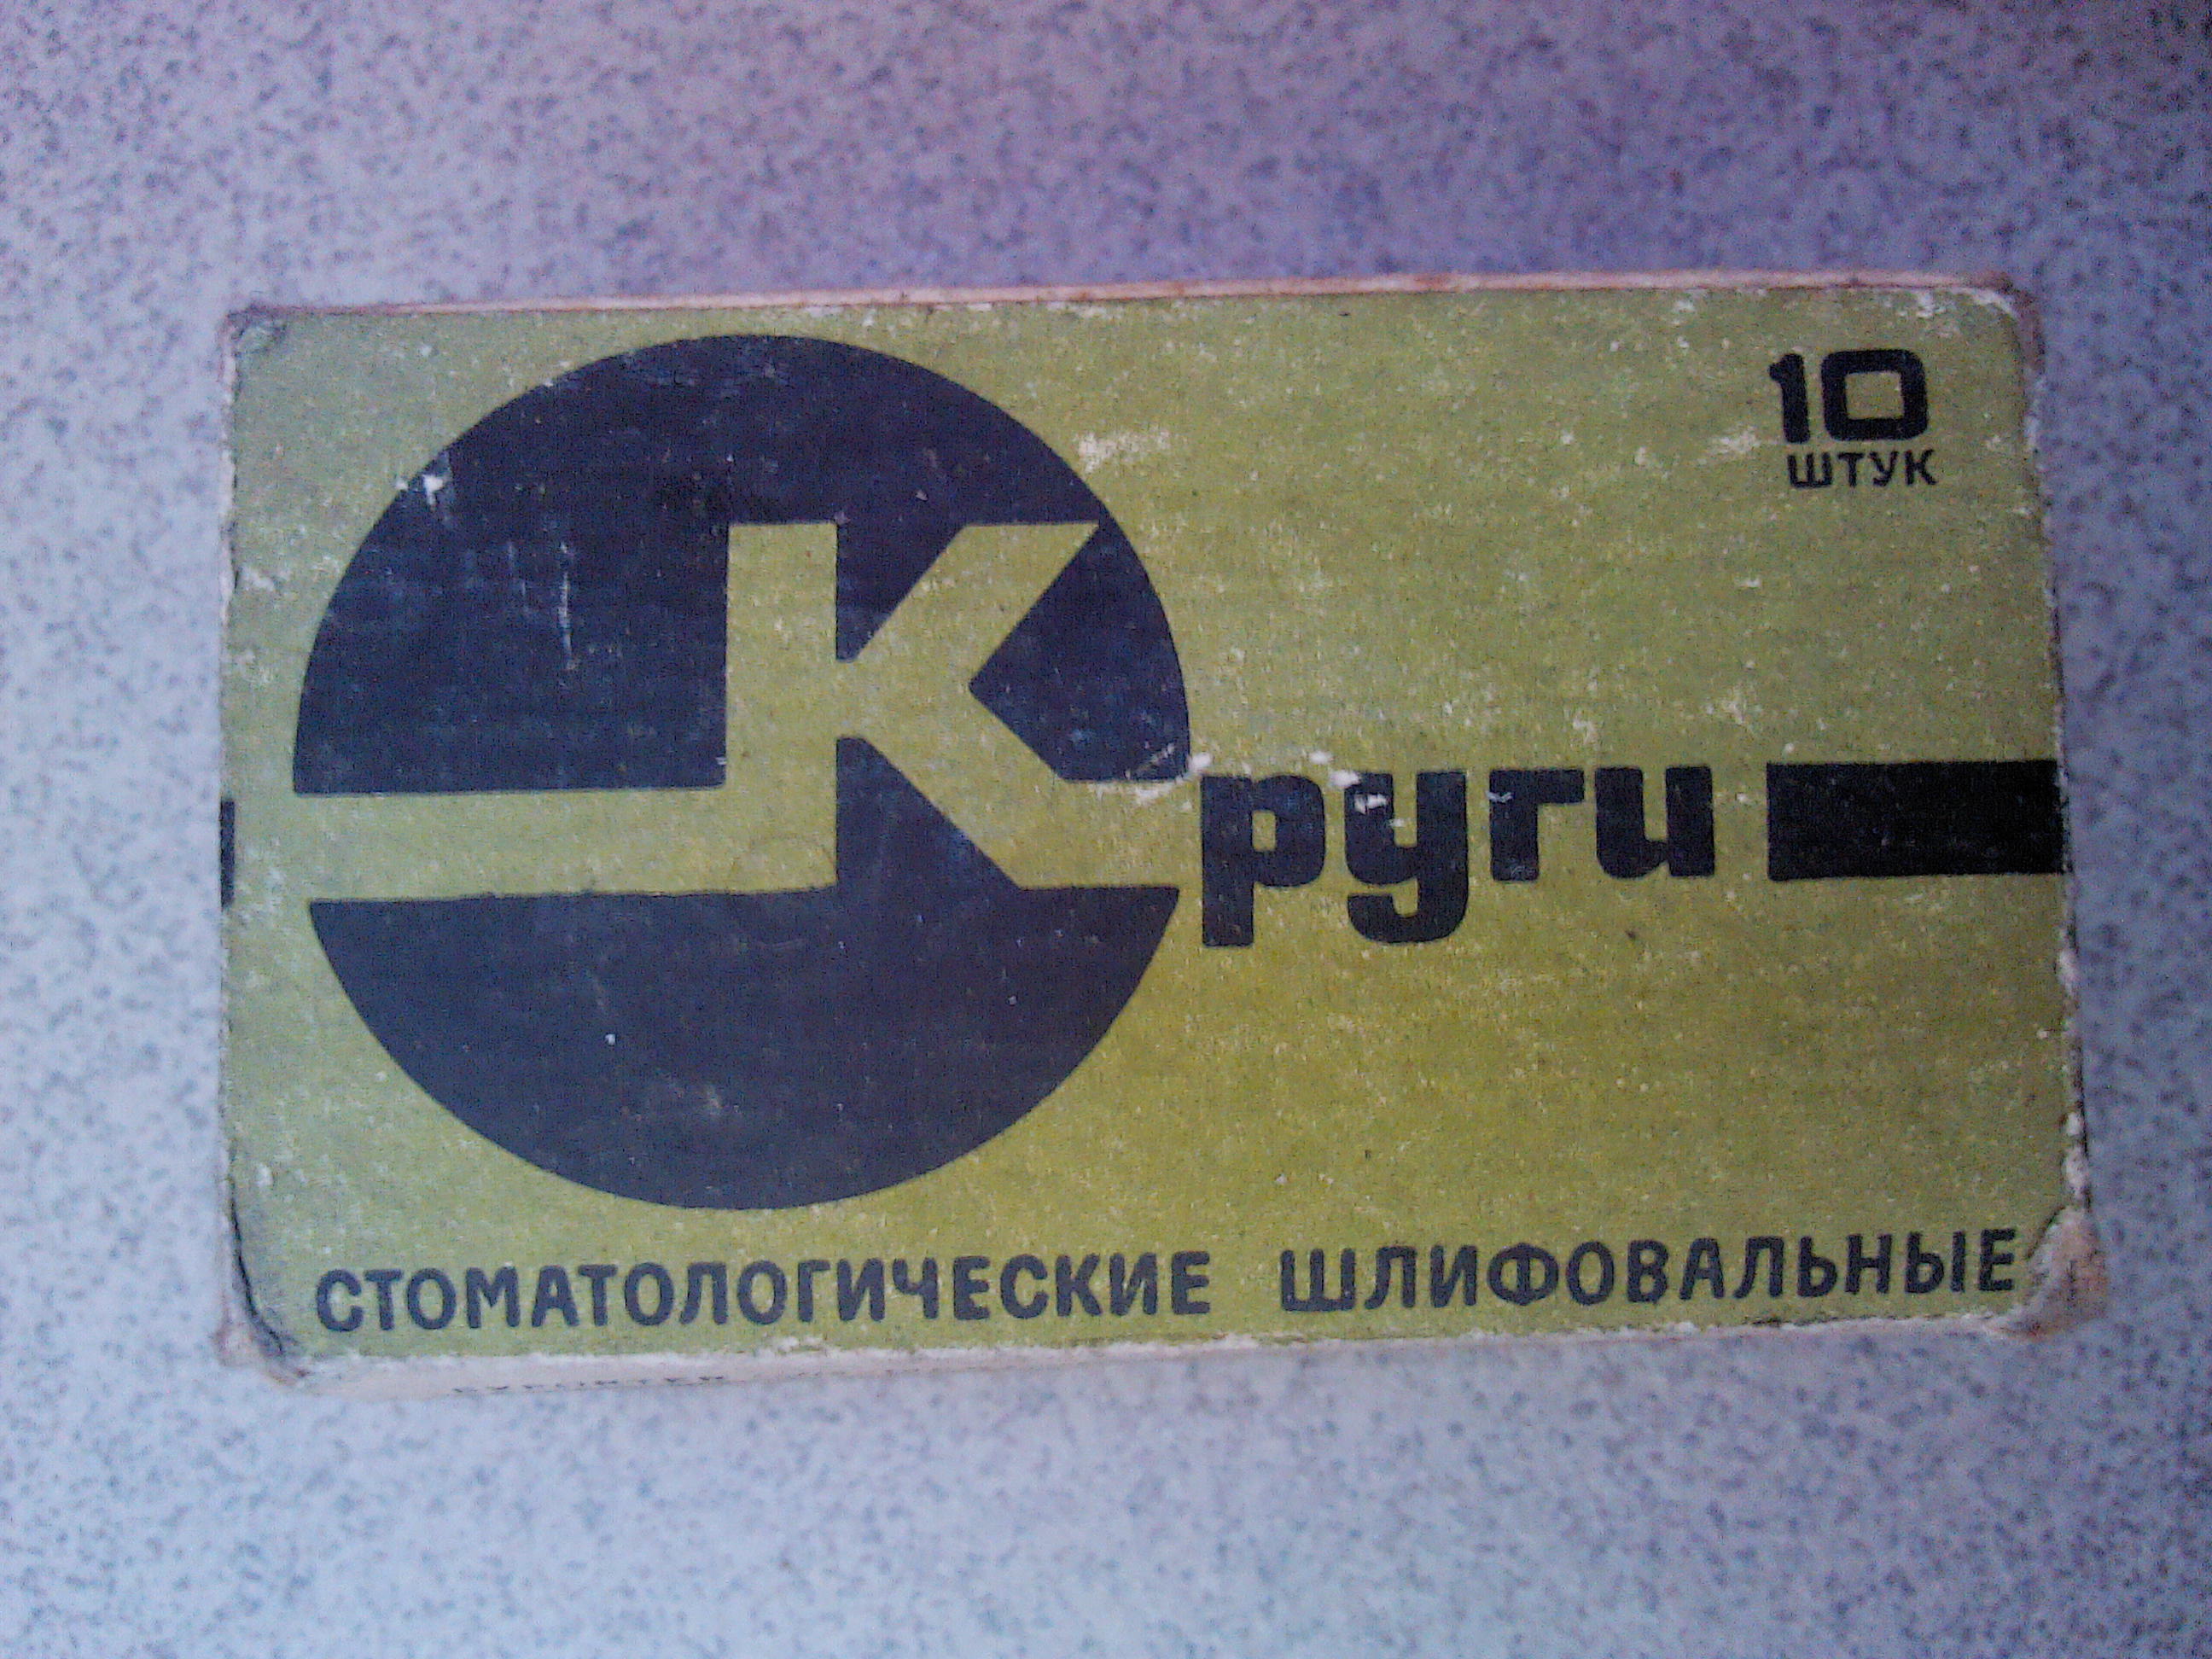 10
штук
Круги
СТОМАТОЛОГИЧЕСКИЕ ШЛИФОВАЛЬНЫЕ